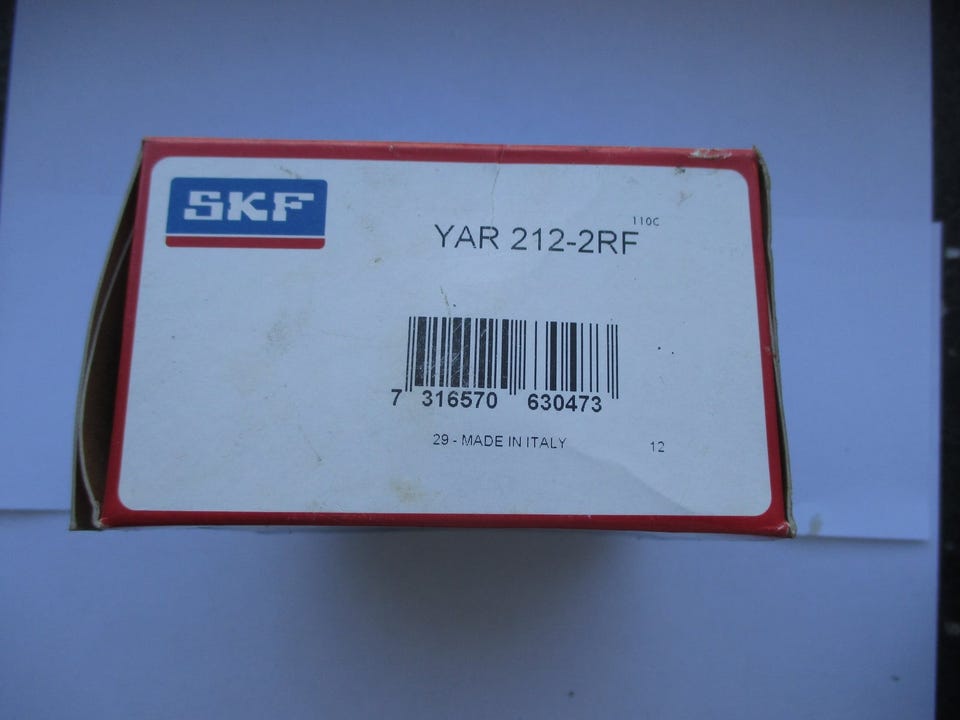 SKF
110C
YAR 212-2RF
7 316570 630473
29 - MADE IN ITALY
12